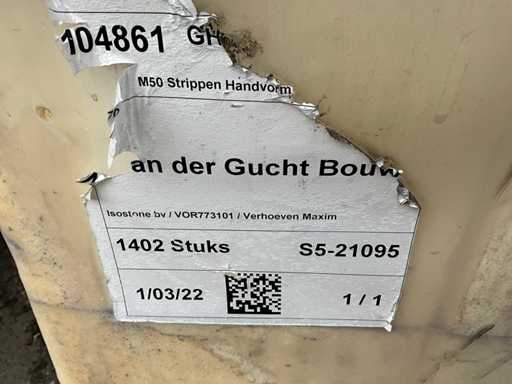 104861 GH
M50 Strippen Handvorm
an der Gucht Bouw
Isostone bv / VOR773101 / Verhoeven Maxim
1402 Stuks S5-21095
1/03/22 1 / 1